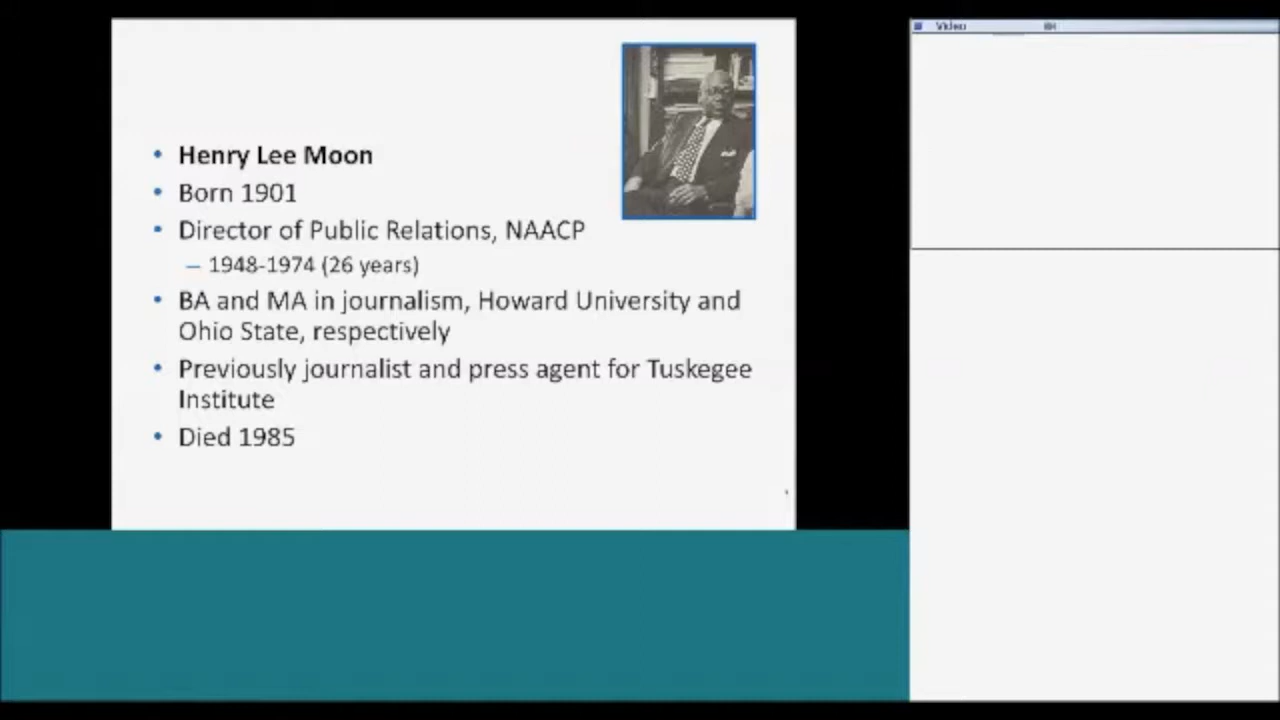 Video
• Henry Lee Moon
• Born 1901
• Director of Public Relations, NAACP
– 1948-1974 (26 years)
• BA and MA in journalism, Howard University and
Ohio State, respectively
• Previously journalist and press agent for Tuskegee
Institute
• Died 1985